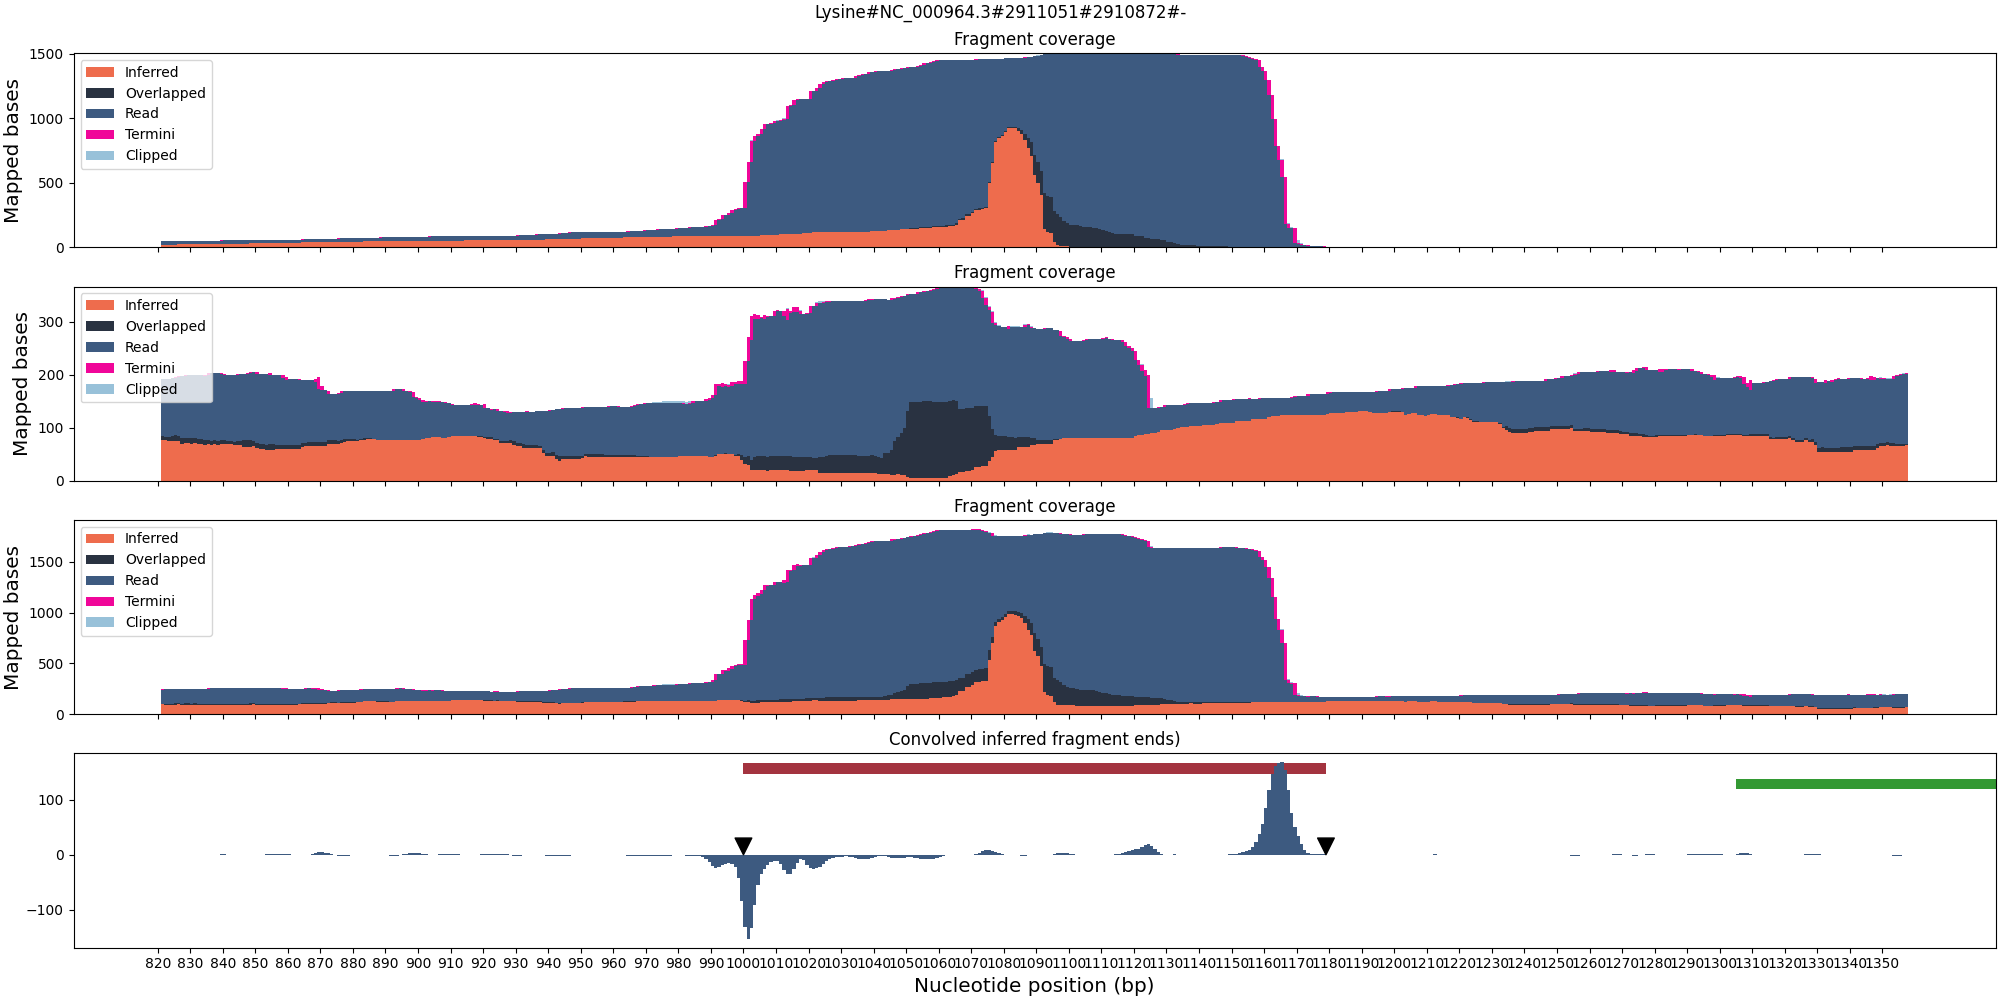 Lysine#NC_000964.3#2911051#2910872#-
Fragment coverage
Mapped bases
1500
1000
500
0
Inferred
Overlapped
Read
Termini
Clipped
Fragment coverage
Mapped bases
300
200
100
0
Inferred
Overlapped
Read
Termini
Clipped
Fragment coverage
Mapped bases
1500
1000
500
0
Inferred
Overlapped
Read
Termini
Clipped
Convolved inferred fragment ends)
100
0
−100
820 830 840 850 860 870 880 890 900 910 920 930 940 950 960 970 980 990 1000 1010 1020 1030 1040 1050 1060 1070 1080 1090 1100 1110 1120 1130 1140 1150 1160 1170 1180 1190 1200 1210 1220 1230 1240 1250 1260 1270 1280 1290 1300 1310 1320 1330 1340 1350
Nucleotide position (bp)